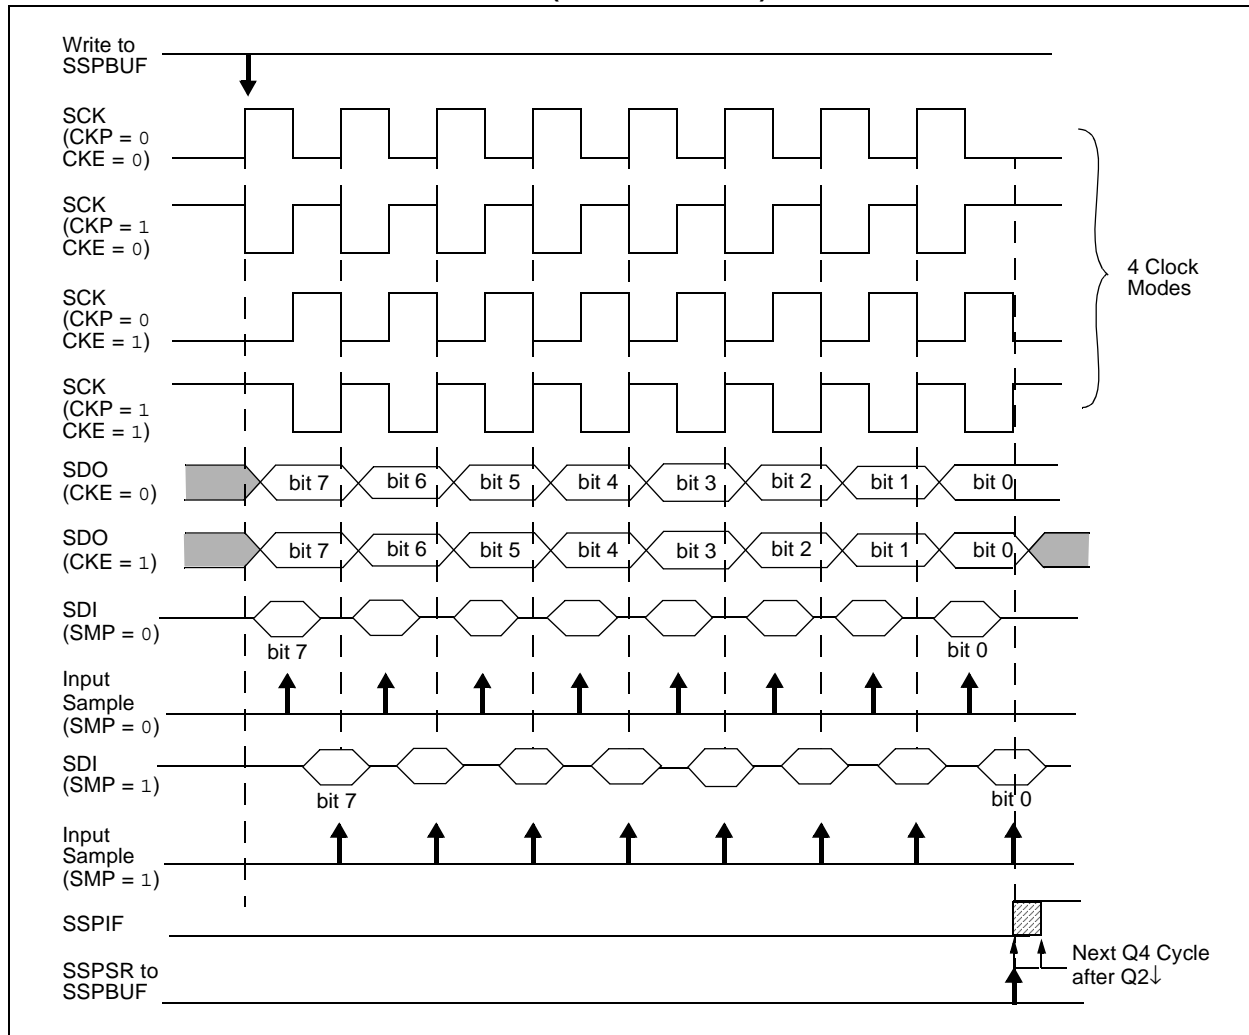 Write to
SSPBUF
SCK
(CKP = 0
CKE = 0)
SCK
(CKP = 1
CKE = 0)
4 Clock
Modes
SCK
(CKP = 0
CKE = 1)
SCK
(CKP = 1
CKE = 1)
SDO
(CKE = 0)
bit 7 bit 6 bit 5 bit 4 bit 3 bit 2 bit 1 bit 0
SDO
(CKE = 1)
bit 7 bit 6 bit 5 bit 4 bit 3 bit 2 bit 1 bit 0
SDI
(SMP = 0)
bit 7 bit 0
Input
Sample
(SMP = 0)
SDI
(SMP = 1)
bit 7 bit 0
Input
Sample
(SMP = 1)
SSPIF
Next Q4 Cycle
after Q2↓
SSPSR to
SSPBUF